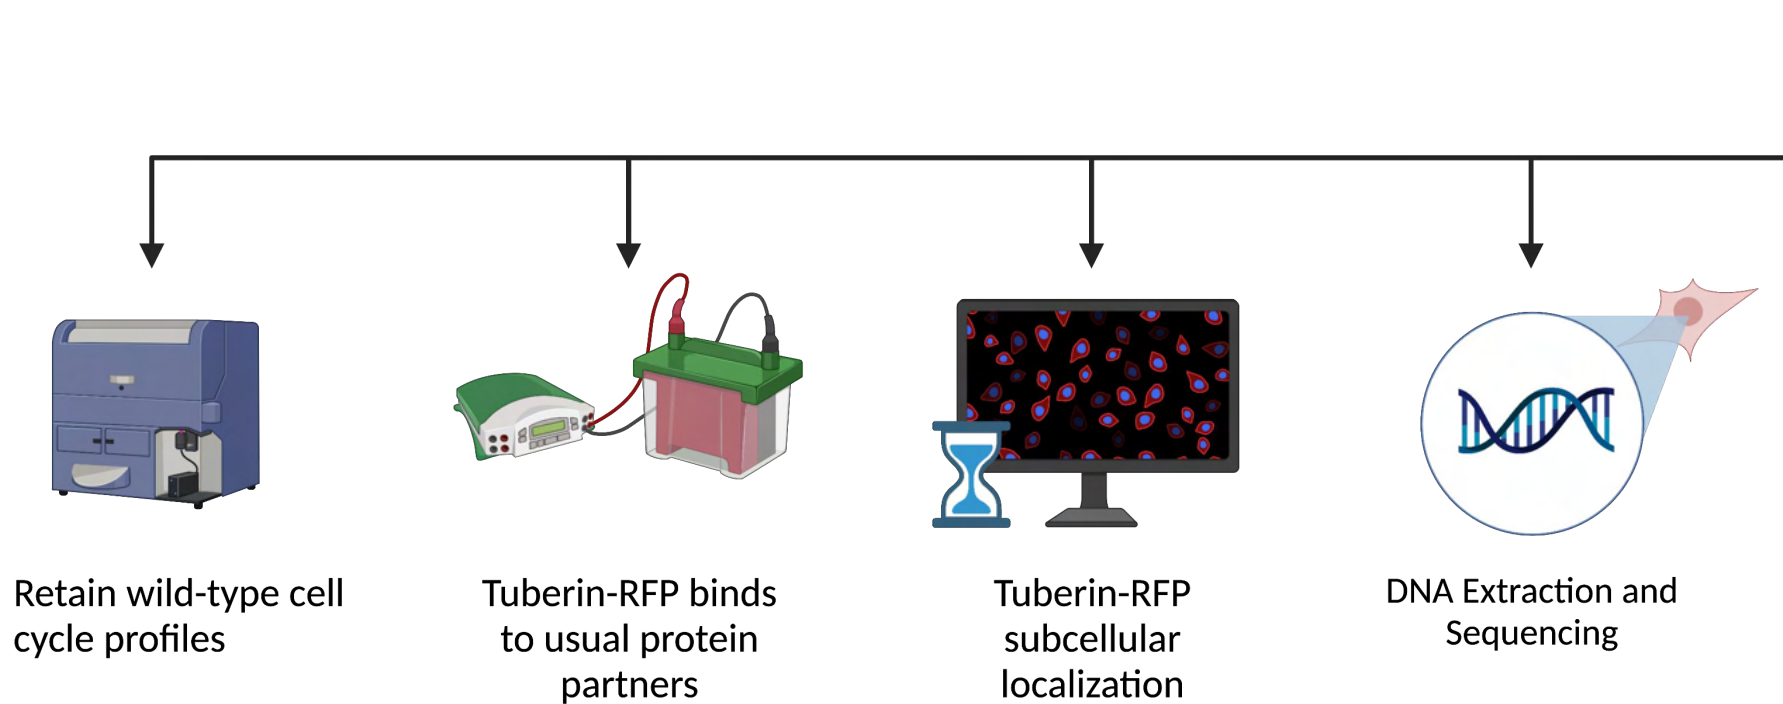 Retain wild-type cell
cycle profiles
Tuberin-RFP binds
to usual protein
partners
Tuberin-RFP
subcellular
localization
DNA Extraction and
Sequencing